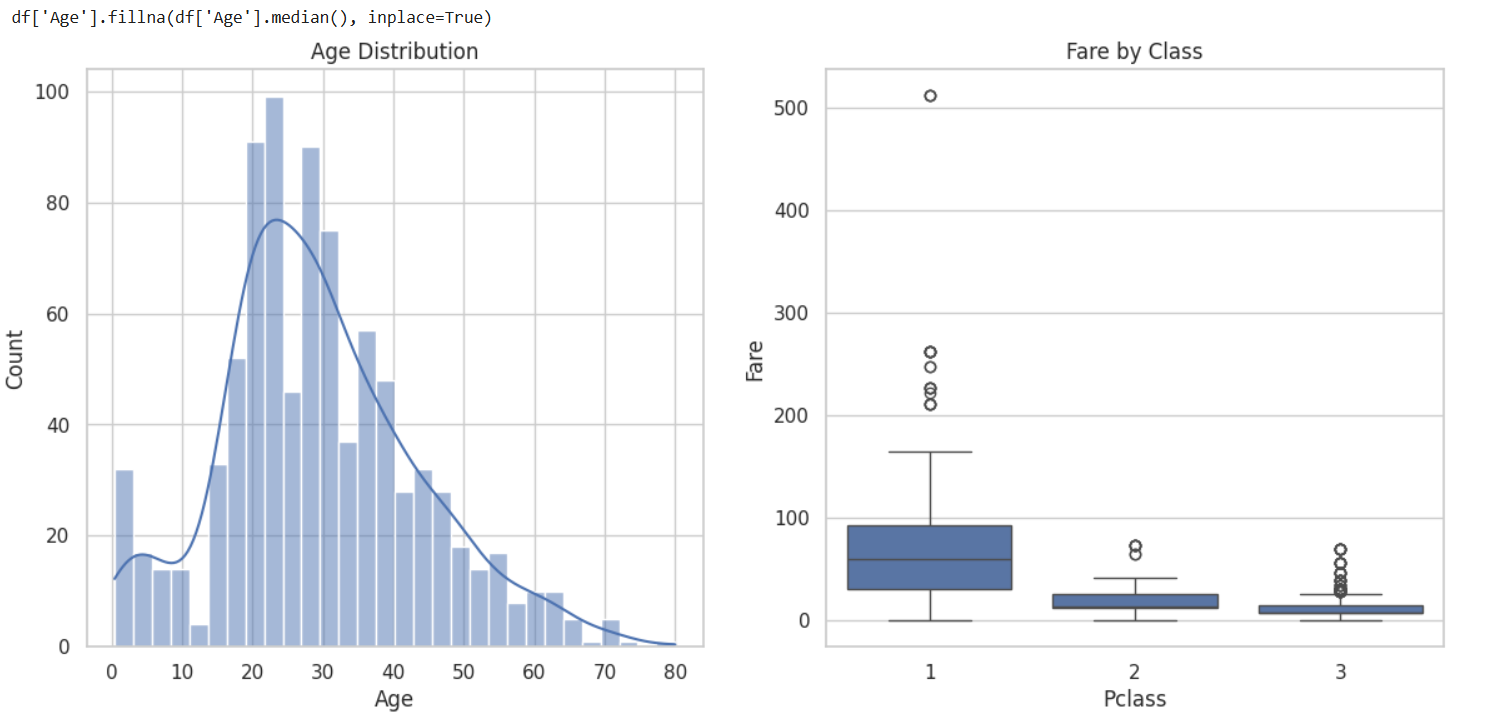 df['Age'].fillna(df['Age'].median(), inplace=True)
Age Distribution
100
80
60
40
20
0
Count
0 10 20 30 40 50 60 70 80
Age
Fare by Class
500
400
300
200
100
0
Fare
1 2 3
Pclass